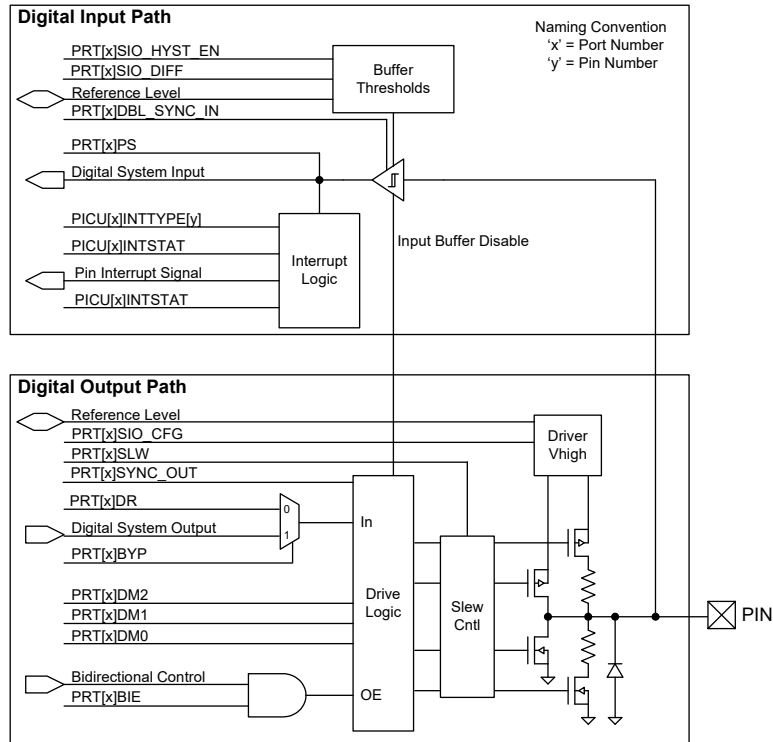 Digital Input Path
Naming Convention
‘x’ = Port Number
‘y’ = Pin Number
PRT[x]SIO_HYST_EN
PRT[x]SIO_DIFF
Reference Level
PRT[x]DBL_SYNC_IN
Buffer
Thresholds
PRT[x]PS
Digital System Input
PICU[x]INTTYPE[y]
PICU[x]INTSTAT
Pin Interrupt Signal
PICU[x]INTSTAT
Interrupt
Logic
Input Buffer Disable
Digital Output Path
Reference Level
PRT[x]SIO_CFG
PRT[x]SLW
PRT[x]SYNC_OUT
Driver
Vhigh
PRT[x]DR
Digital System Output
PRT[x]BYP
0
1
In
PRT[x]DM2
PRT[x]DM1
PRT[x]DM0
Drive
Logic
Slew
Cntl
PIN
Bidirectional Control
PRT[x]BIE
OE